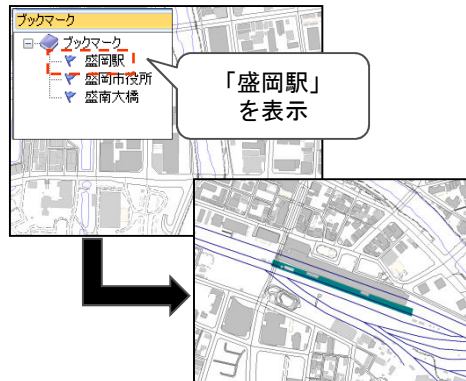 ブックマーク
ブックマーク
盛岡駅
盛岡市役所
盛南大橋
「盛岡駅」
を表示